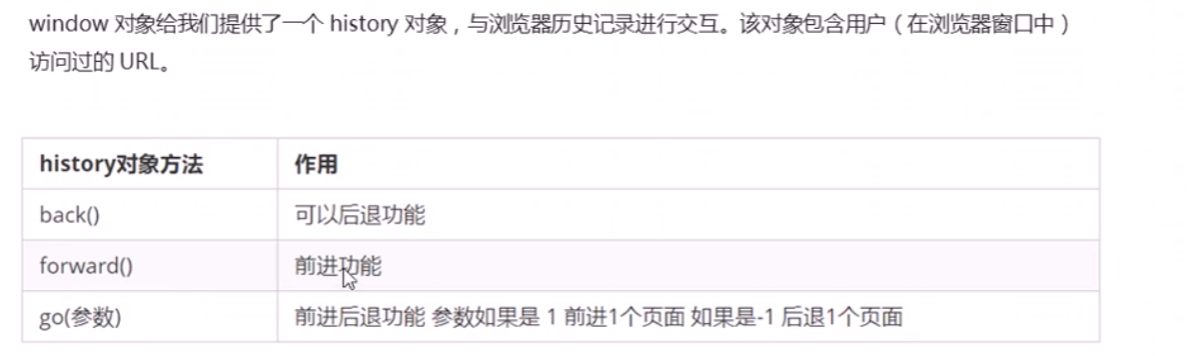 window 对象给我们提供了一个 history 对象，与浏览器历史记录进行交互。该对象包含用户（在浏览器窗口中）
访问过的 URL。
history对象方法 作用
back() 可以后退功能
forward() 前进功能
go(参数) 前进后退功能 参数如果是 1 前进1个页面 如果是-1 后退1个页面